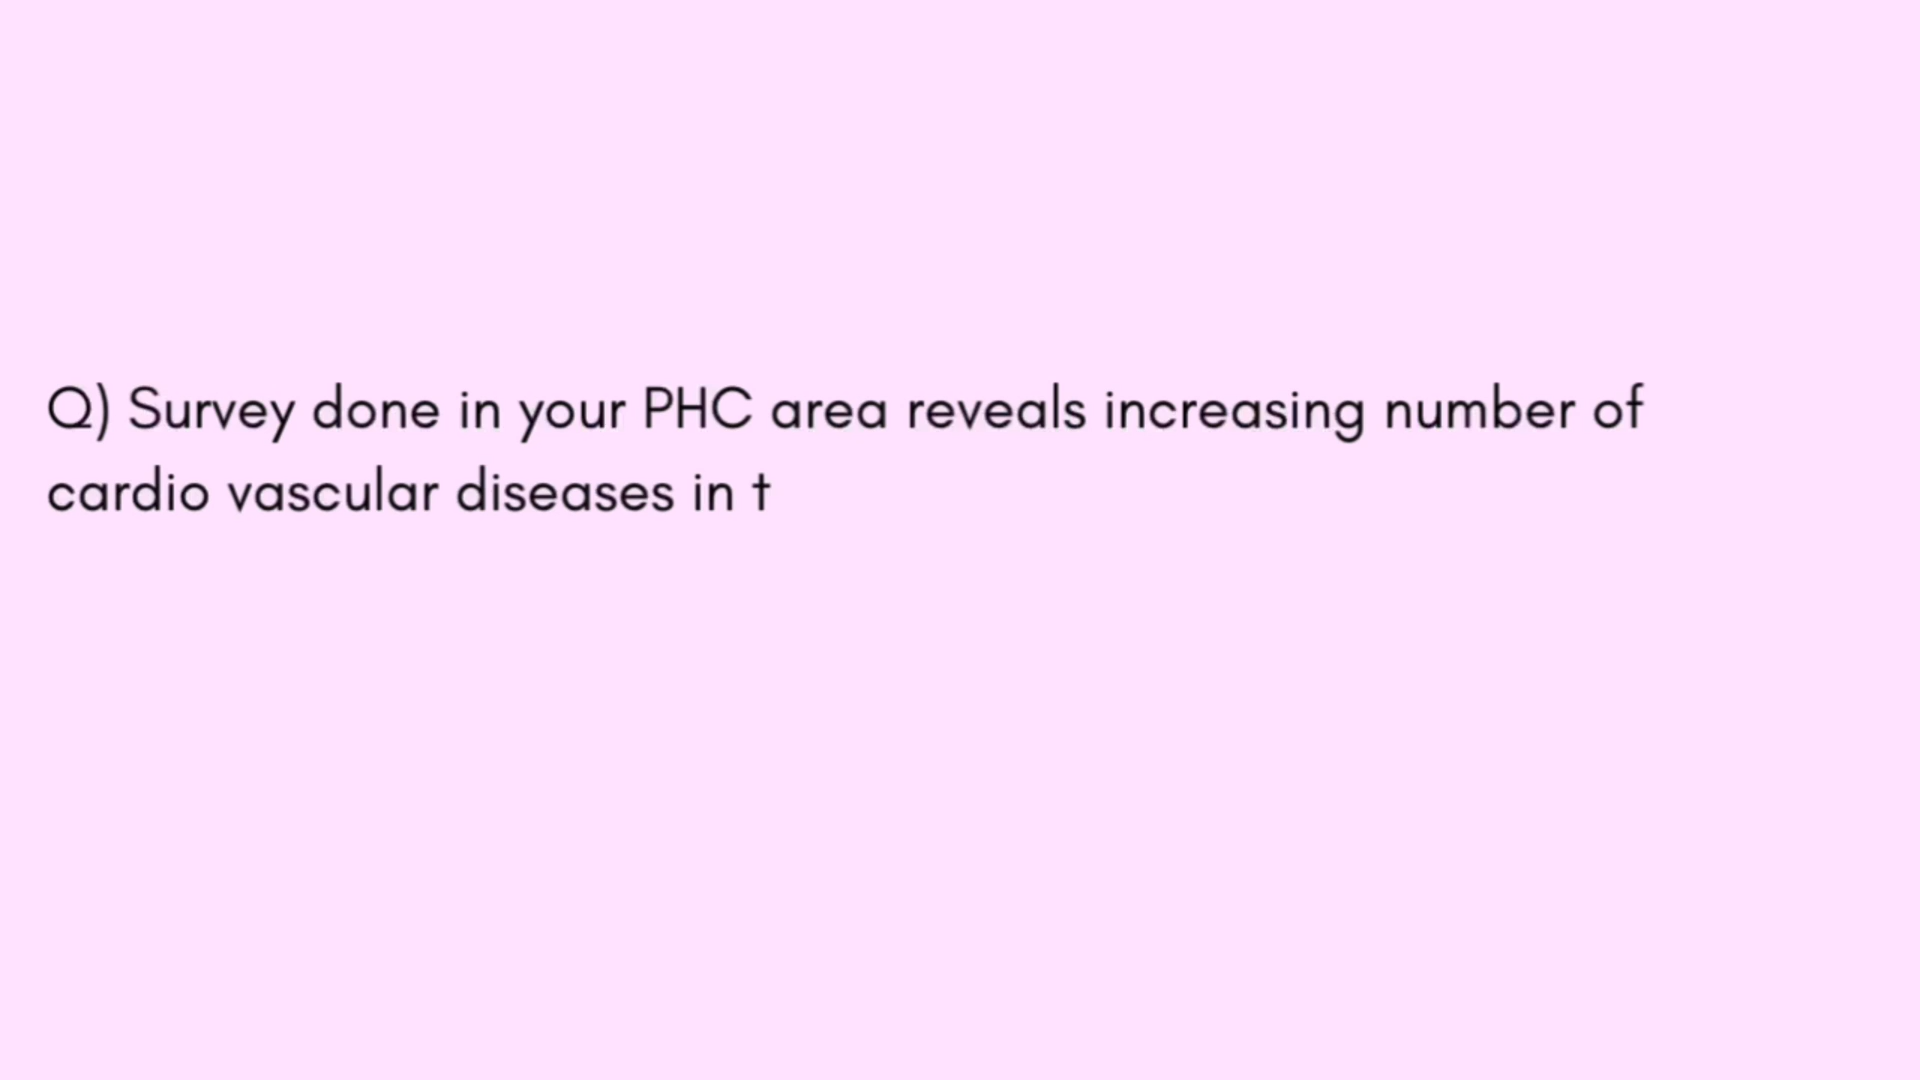 Q) Survey done in your PHC area reveals increasing number of
cardio vascular diseases in t